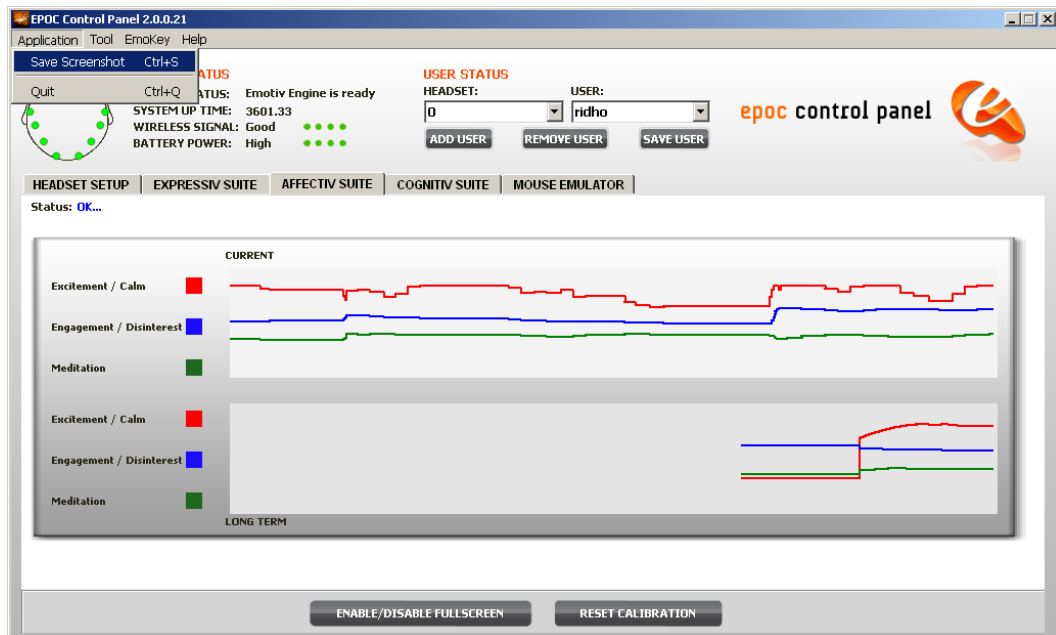 EPOC Control Panel 2.0.0.21
Application Tool EmoKey Help
Save Screenshot Ctrl+S
Quit Ctrl+Q
ATUS
ATUS: Emotiv Engine is ready
SYSTEM UP TIME: 3601.33
WIRELESS SIGNAL: Good
BATTERY POWER: High
USER STATUS
HEADSET: USER:
0 ridho
ADD USER REMOVE USER SAVE USER
epoc control panel
HEADSET SETUP EXPRESSIV SUITE AFFECTIV SUITE COGNITIV SUITE MOUSE EMULATOR
Status: OK...
CURRENT
Excitement / Calm
Engagement / Disinterest
Meditation
Excitement / Calm
Engagement / Disinterest
Meditation
LONG TERM
ENABLE/DISABLE FULLSCREEN RESET CALIBRATION